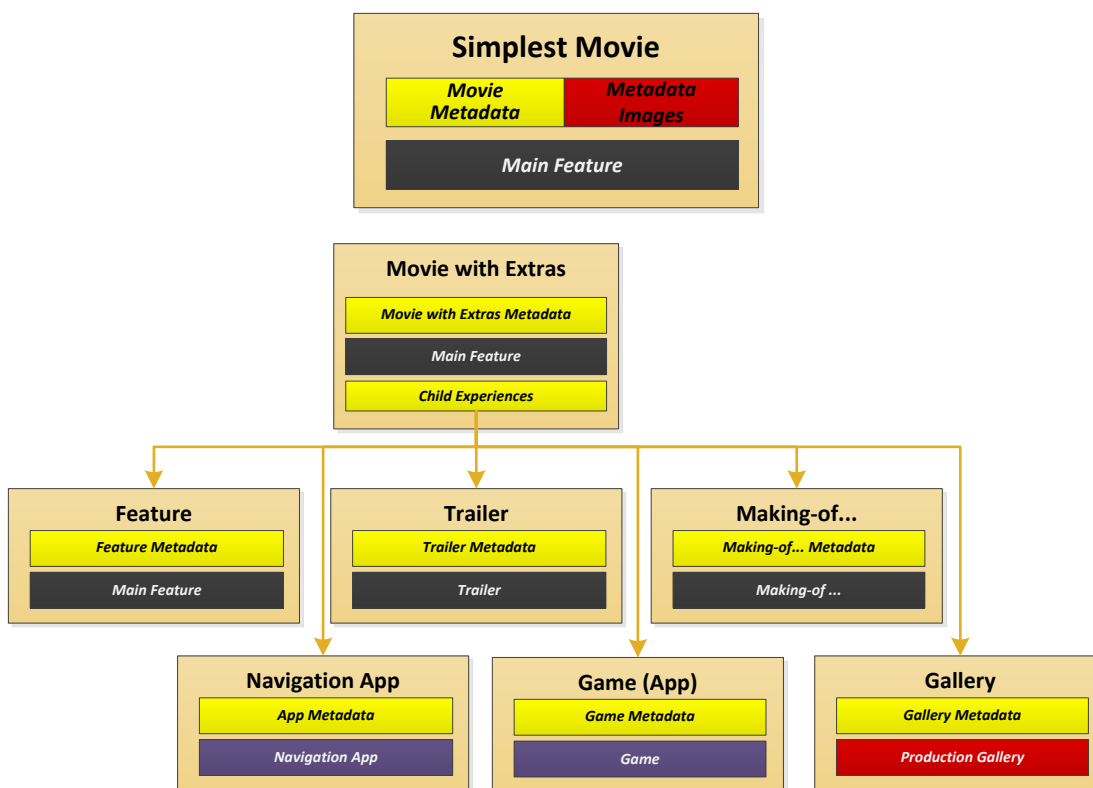 Simplest Movie
Movie
Metadata
Metadata
Images
Main Feature
Movie with Extras
Movie with Extras Metadata
Main Feature
Child Experiences
Feature
Feature Metadata
Main Feature
Trailer
Trailer Metadata
Trailer
Making-of...
Making-of... Metadata
Making-of ...
Navigation App
App Metadata
Navigation App
Game (App)
Game Metadata
Game
Gallery
Gallery Metadata
Production Gallery